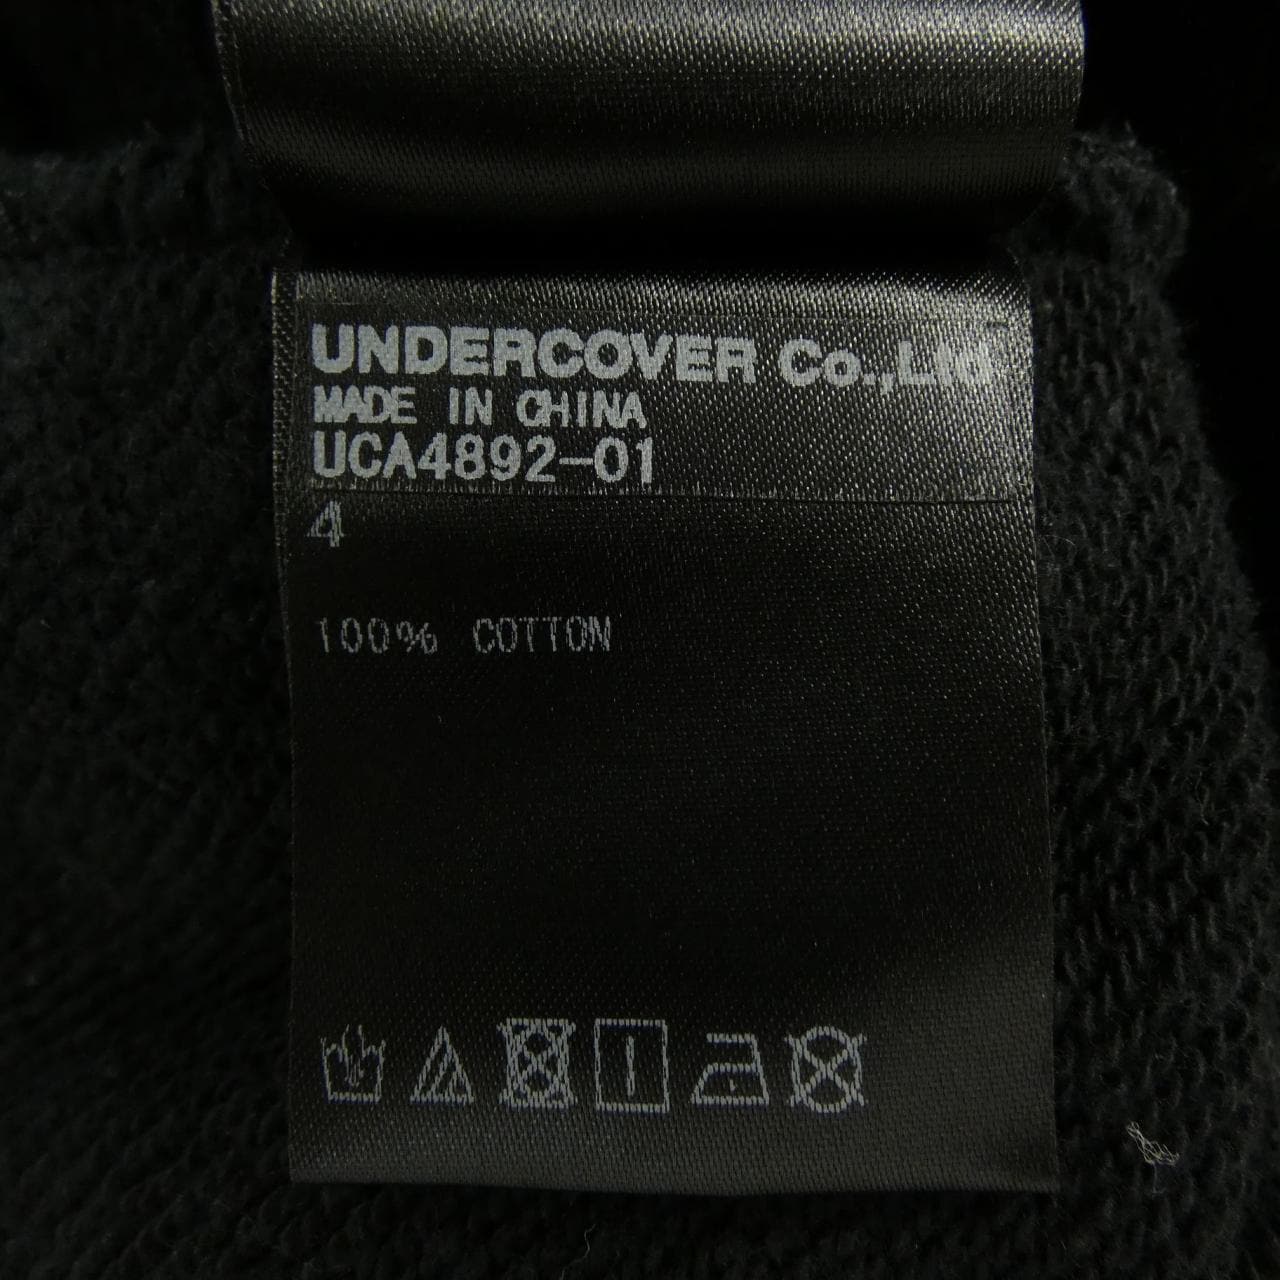 UNDERCOVER Co.,Ltd
MADE IN CHINA
UCA4892-01
4
100% COTTON